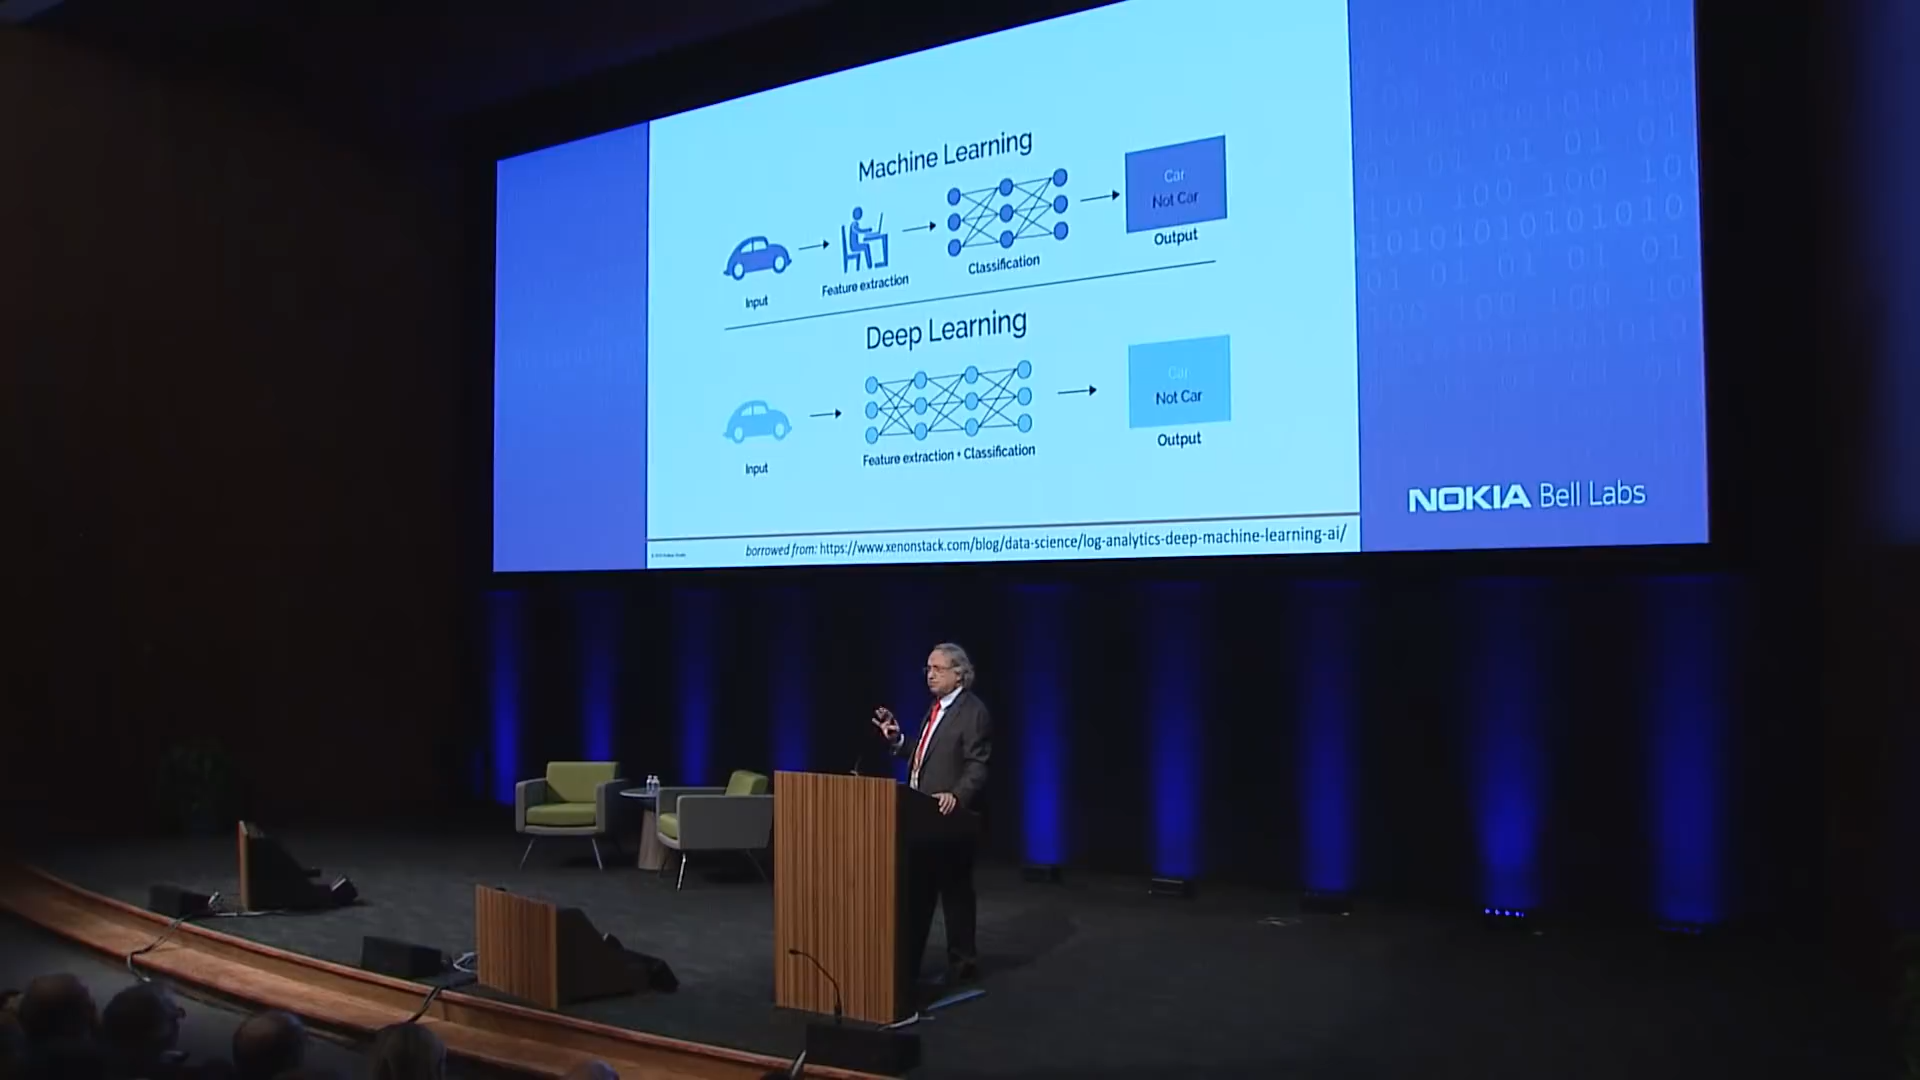 Machine Learning
Car
Not Car
Output
Input
Feature extraction
Classification
Deep Learning
Car
Not Car
Output
Input
Feature extraction + Classification
NOKIA Bell Labs
borrowed from: https://www.xenonstack.com/blog/data-science/log-analytics-deep-machine-learning-ai/